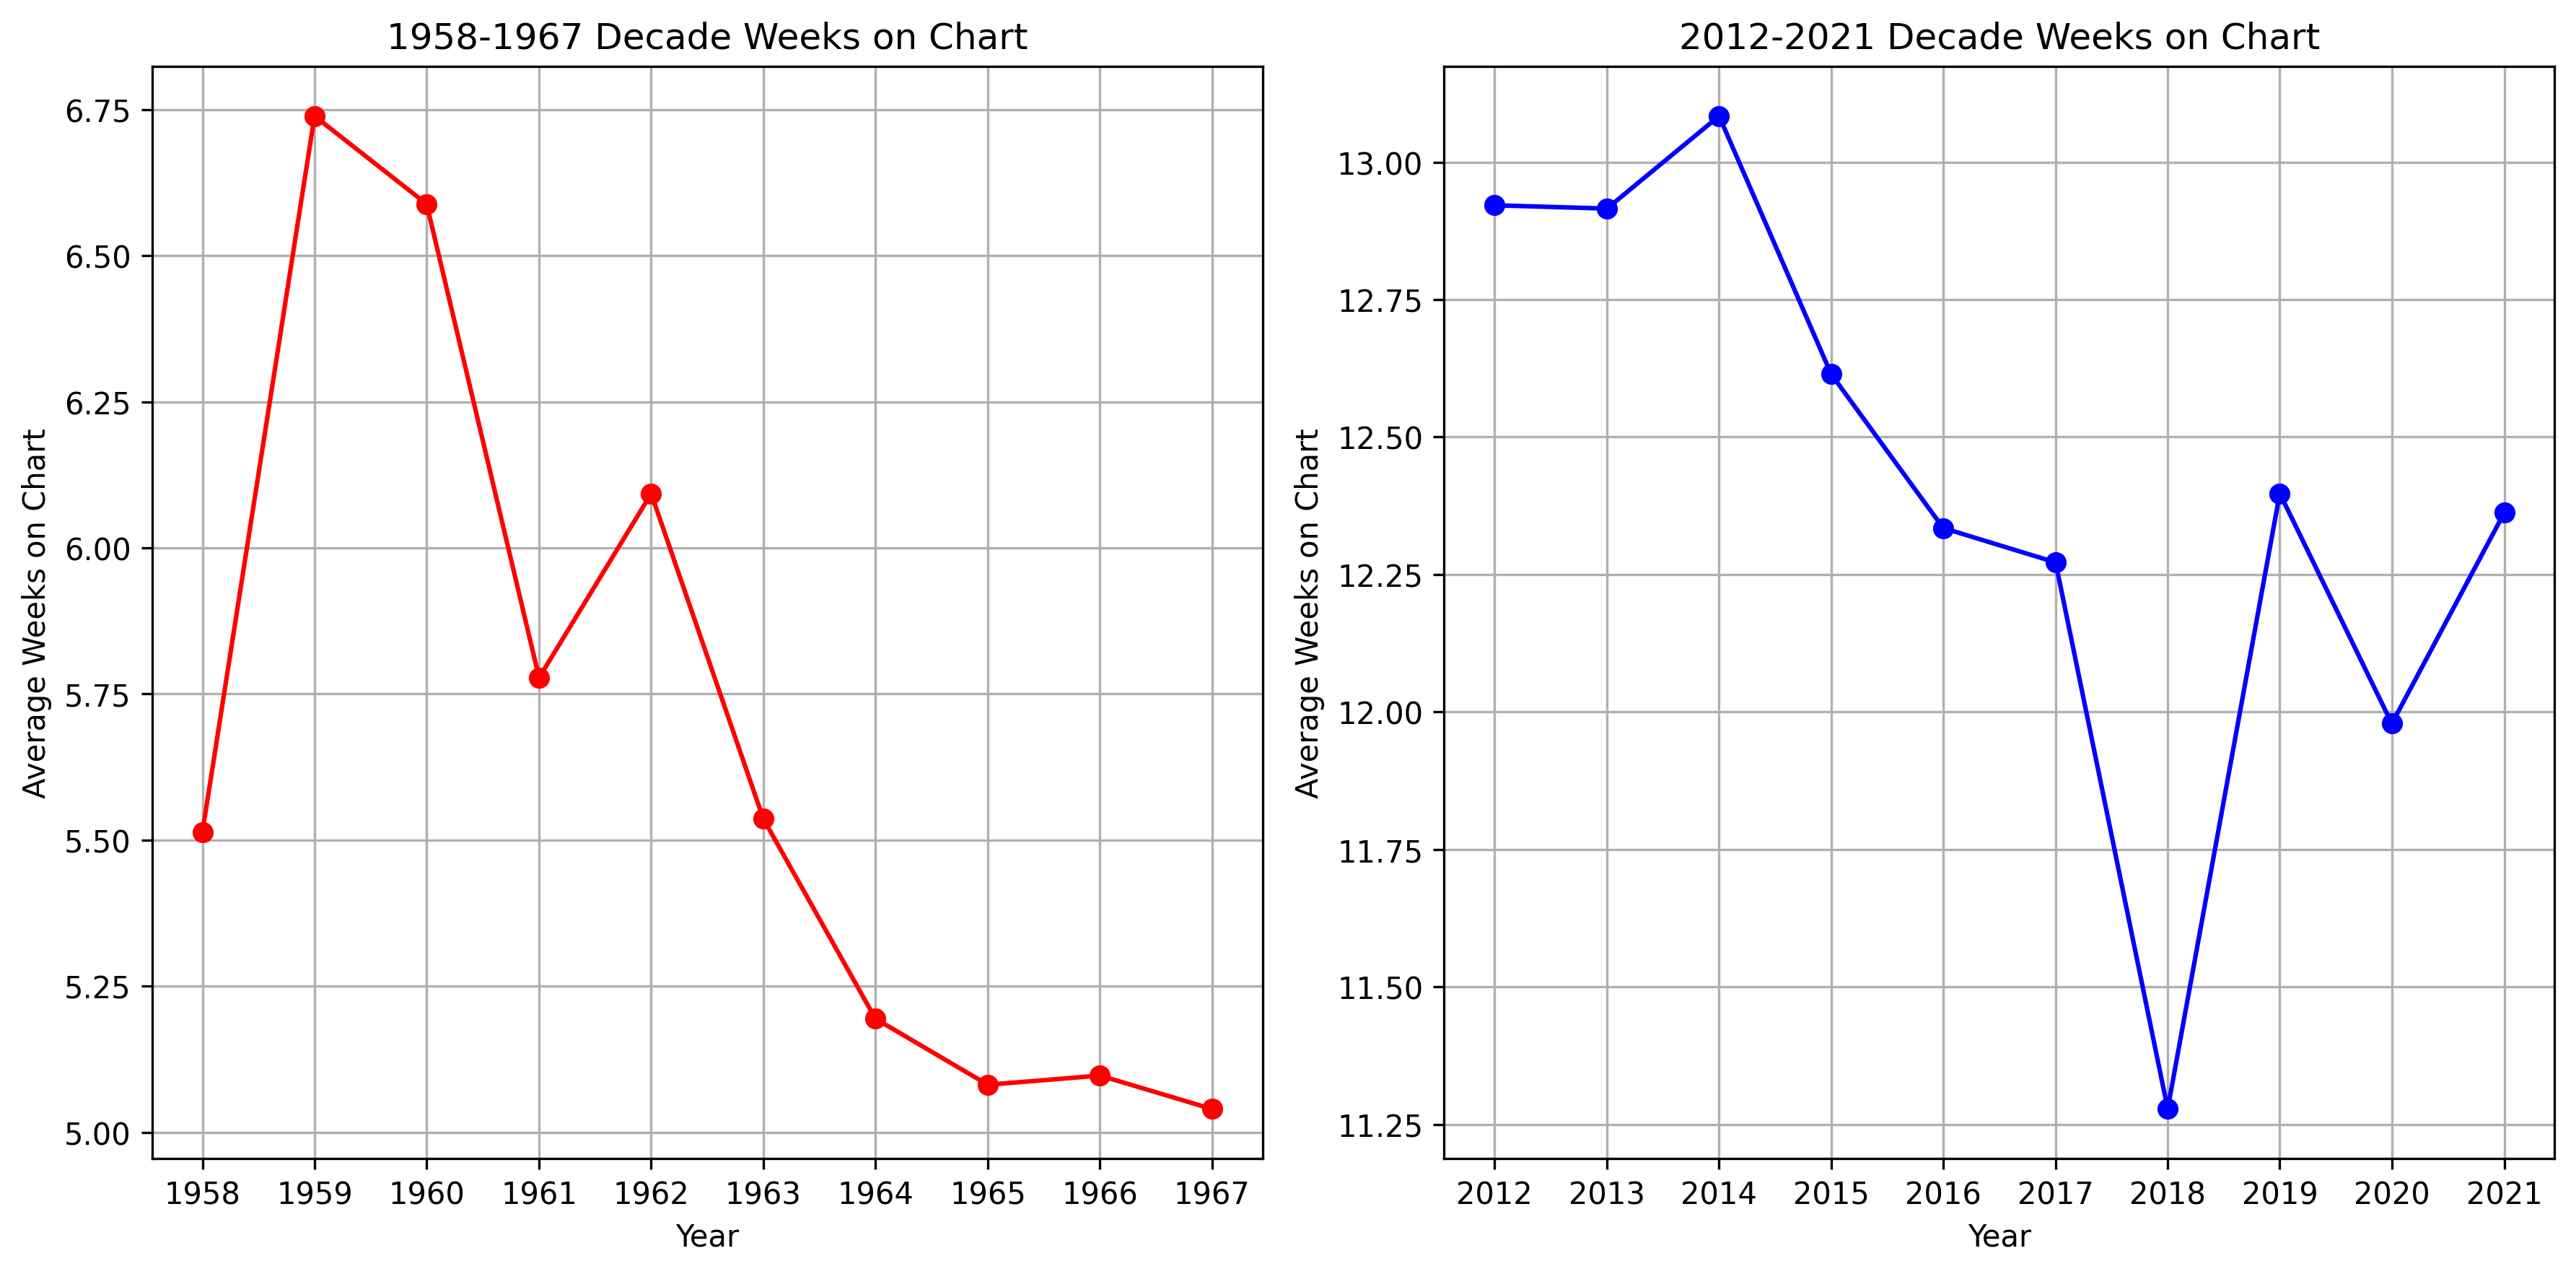 1958-1967 Decade Weeks on Chart
Average Weeks on Chart
6.75
6.50
6.25
6.00
5.75
5.50
5.25
5.00
1958 1959 1960 1961 1962 1963 1964 1965 1966 1967
Year
2012-2021 Decade Weeks on Chart
Average Weeks on Chart
13.00
12.75
12.50
12.25
12.00
11.75
11.50
11.25
2012 2013 2014 2015 2016 2017 2018 2019 2020 2021
Year